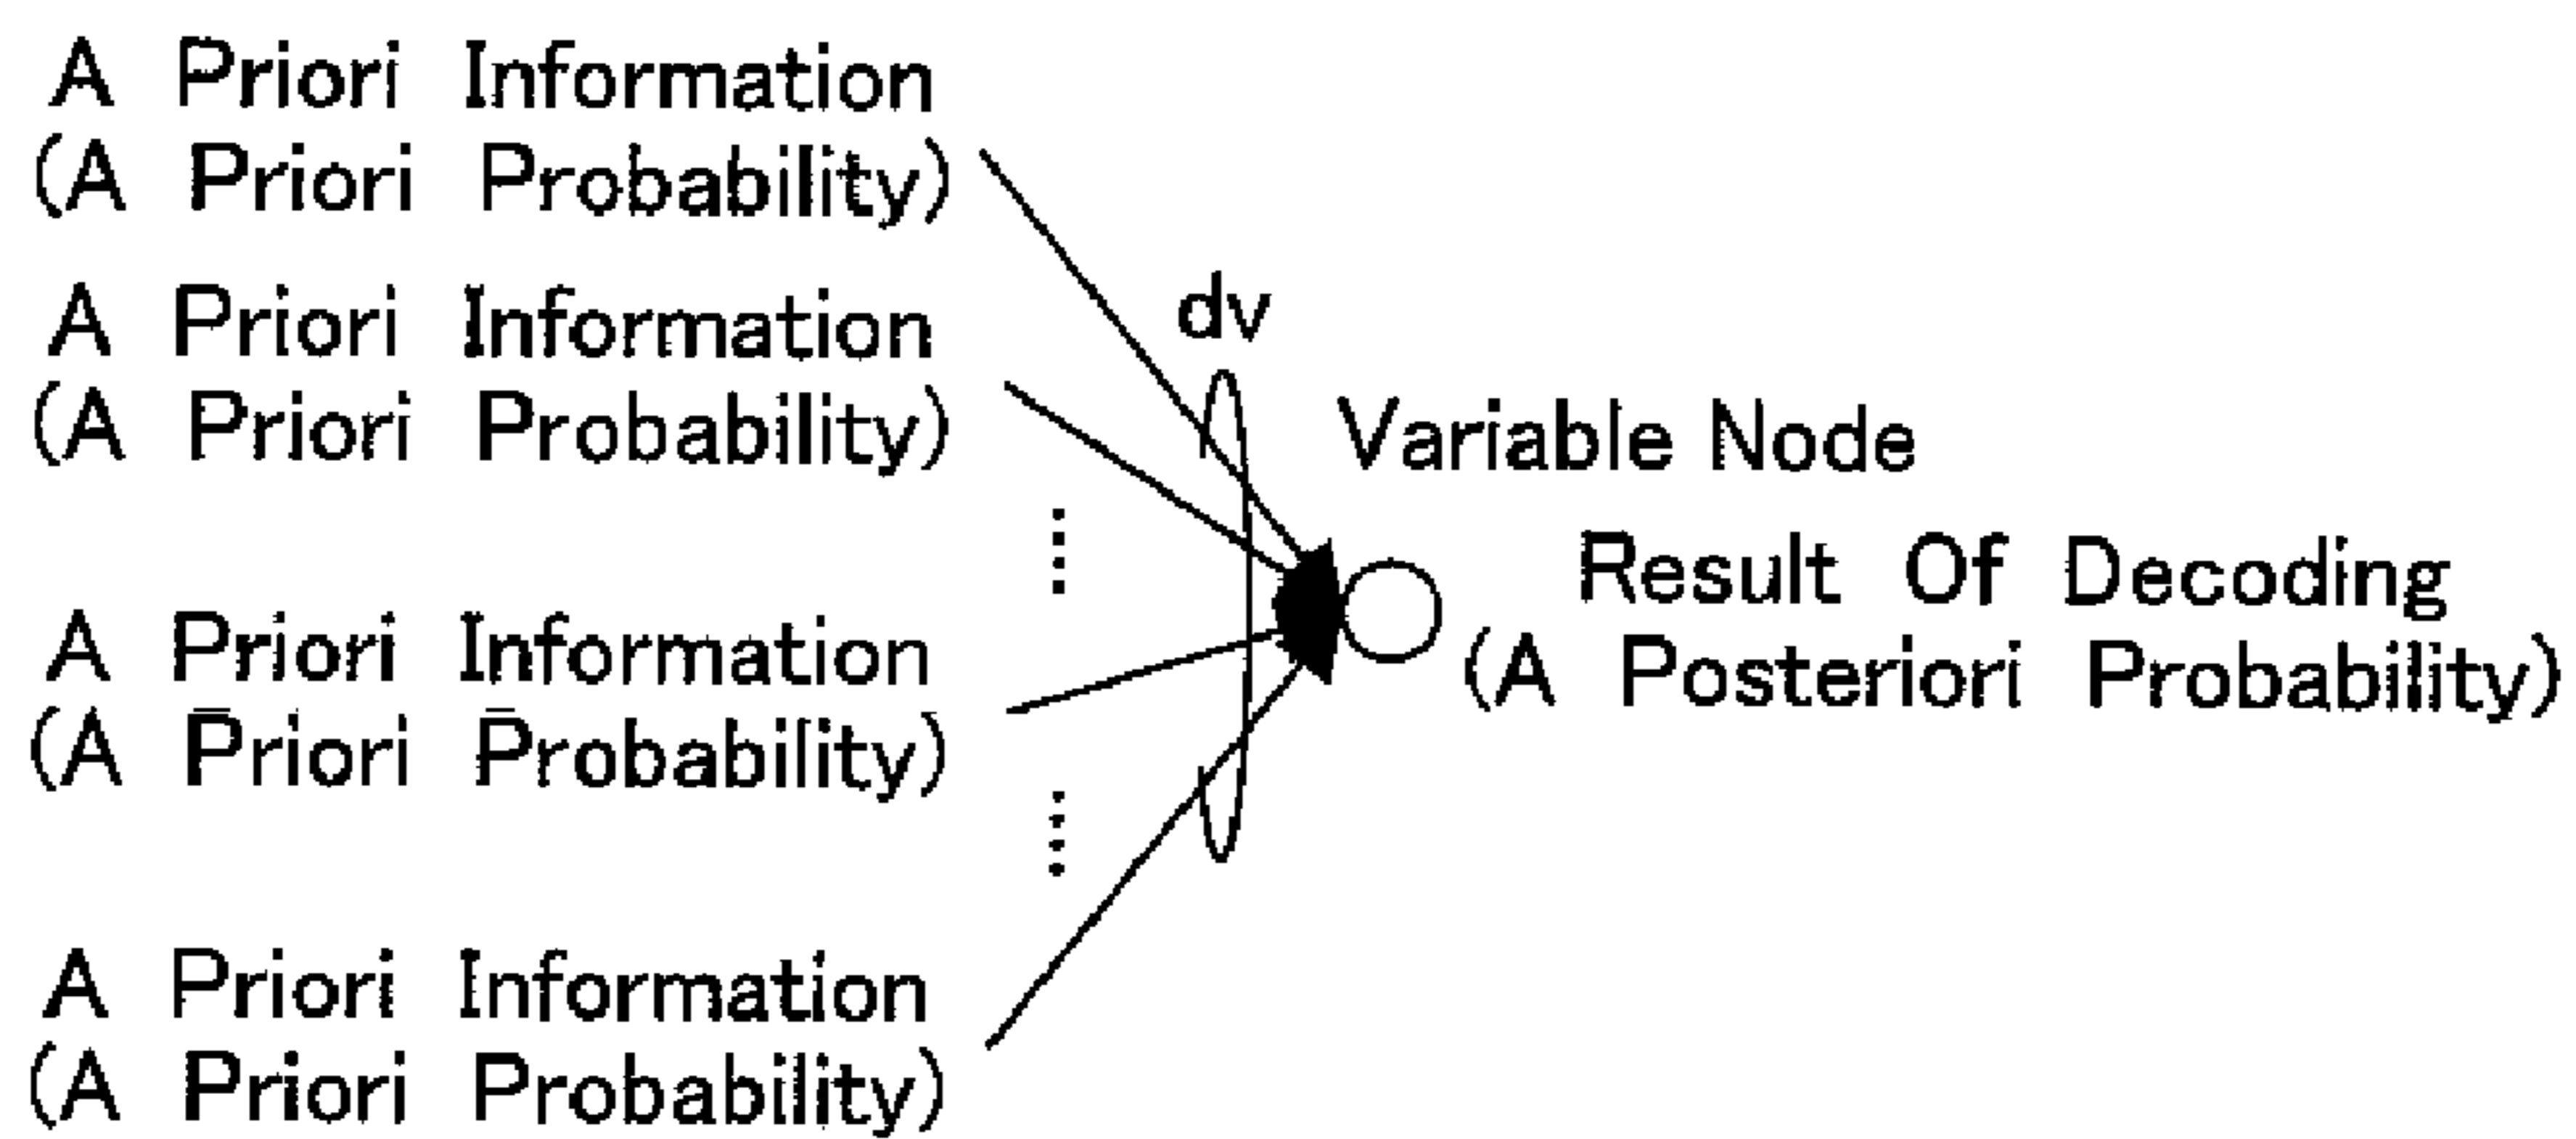 A Priori Information
(A Priori Probability)
A Priori Information
(A Priori Probability)
dv
Variable Node
Result Of Decoding
(A Posteriori Probability)
A Priori Information
(A Priori Probability)
A Priori Information
(A Priori Probability)